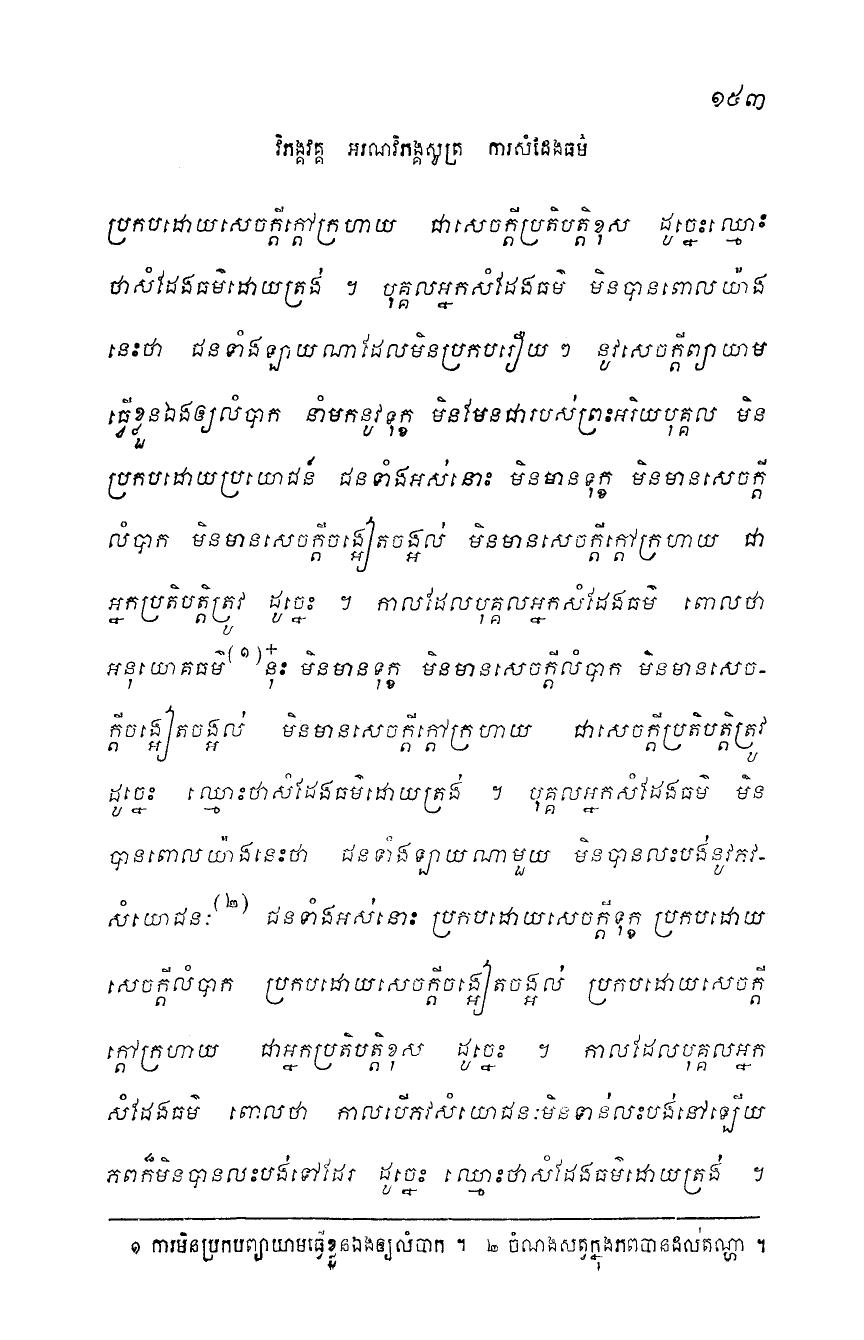 ១៥៣
វិភង្គវគ្គ អរណវិភង្គសូត្រ ការសំដែងធម៌
ប្រកបដោយសេចក្តីក្តៅក្រហាយ ជាសេចក្តីប្រតិបត្តិខុស ដូច្នេះឈ្មោះ
ថាសំដែងធម៌ដោយត្រង់ ។ បុគ្គលអ្នកសំដែងធម៌ មិនបានពោលយ៉ាង
នេះថា ជនទាំងឡាយណាដែលមិនប្រកបរឿយ ៗ នូវសេចក្តីព្យាយាម
ធ្វើខ្លួនឯងឲ្យលំបាក នាំមកនូវទុក្ខ មិនមែនជារបស់ព្រះអរិយបុគ្គល មិន
ប្រកបដោយប្រយោជន៍ ជនទាំងអស់នោះ មិនមានទុក្ខ មិនមានសេចក្តី
លំបាក មិនមានសេចក្តីចង្អៀតចង្អល់ មិនមានសេចក្តីក្តៅក្រហាយ ជា
អ្នកប្រតិបត្តិត្រូវ ដូច្នេះ ។ កាលដែលបុគ្គលអ្នកសំដែងធម៌ ពោលថា
អនុយោគធម៌(១)+នុ៎ះ មិនមានទុក្ខ មិនមានសេចក្តីលំបាក មិនមានសេច-
ក្តីចង្អៀតចង្អល់ មិនមានសេចក្តីក្តៅក្រហាយ ជាសេចក្តីប្រតិបត្តិត្រូវ
ដូច្នេះ ឈ្មោះថាសំដែងធម៌ដោយត្រង់ ។ បុគ្គលអ្នកសំដែងធម៌ មិន
បានពោលយ៉ាងនេះថា ជនទាំងឡាយណាមួយ មិនបានលះបង់នូវភវ-
សំយោជនៈ(២) ជនទាំងអស់នោះ ប្រកបដោយសេចក្តីទុក្ខ ប្រកបដោយ
សេចក្តីលំបាក ប្រកបដោយសេចក្តីចង្អៀតចង្អល់ ប្រកបដោយសេចក្តី
ក្តៅក្រហាយ ជាអ្នកប្រតិបត្តិខុស ដូច្នេះ ។ កាលដែលបុគ្គលអ្នក
សំដែងធម៌ ពោលថា កាលបើភវសំយោជនៈមិនទាន់លះបង់នៅឡើយ
ភពក៏មិនបានលះបង់ទៅដែរ ដូច្នេះ ឈ្មោះថាសំដែងធម៌ដោយត្រង់ ។
១ ការមិនប្រកបព្យាយាមធ្វើខ្លួនឯងឲ្យលំបាក ។ ២ ចំណងសត្វក្នុងភពបានដល់តណ្ហា ។